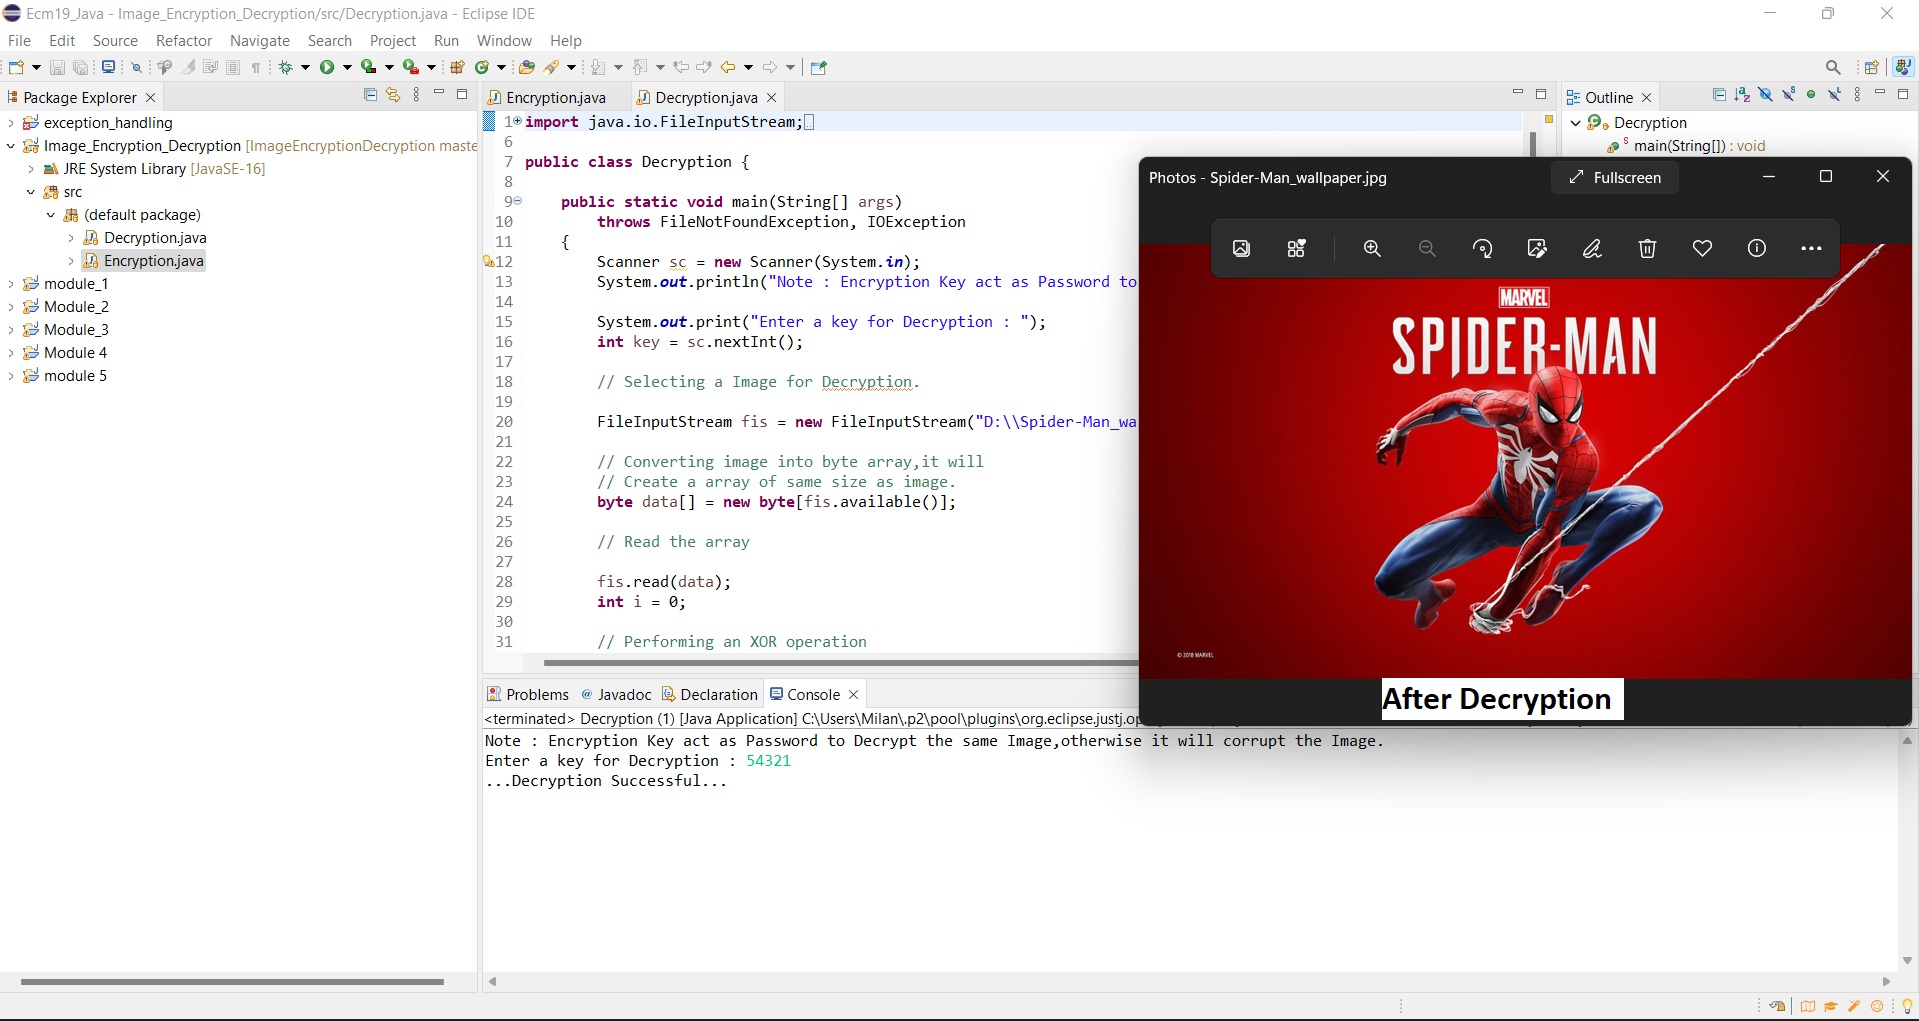 Ecm19_Java - Image_Encryption_Decryption/src/Decryption.java - Eclipse IDE
File Edit Source Refactor Navigate Search Project Run Window Help
Package Explorer
exception_handling
Image_Encryption_Decryption [ImageEncryptionDecryption maste
JRE System Library [JavaSE-16]
src
(default package)
Decryption.java
Encryption.java
module_1
Module_2
Module_3
Module 4
module 5
Encryption.java Decryption.java
1 import java.io.FileInputStream;
6
7 public class Decryption {
8
9 public static void main(String[] args)
10 throws FileNotFoundException, IOException
11 {
12 Scanner sc = new Scanner(System.in);
13 System.out.println("Note : Encryption Key act as Password to
14
15 System.out.print("Enter a key for Decryption : ");
16 int key = sc.nextInt();
17
18 // Selecting a Image for Decryption.
19
20 FileInputStream fis = new FileInputStream("D:\\Spider-Man_wa
21
22 // Converting image into byte array,it will
23 // Create a array of same size as image.
24 byte data[] = new byte[fis.available()];
25
26 // Read the array
27
28 fis.read(data);
29 int i = 0;
30
31 // Performing an XOR operation
Outline
Decryption
main(String[]) : void
Photos - Spider-Man_wallpaper.jpg
Fullscreen
MARVEL
SPIDER-MAN
© 2018 MARVEL
After Decryption
Problems @ Javadoc Declaration Console
<terminated> Decryption (1) [Java Application] C:\Users\Milan\.p2\pool\plugins\org.eclipse.justj.op
Note : Encryption Key act as Password to Decrypt the same Image,otherwise it will corrupt the Image.
Enter a key for Decryption : 54321
...Decryption Successful...